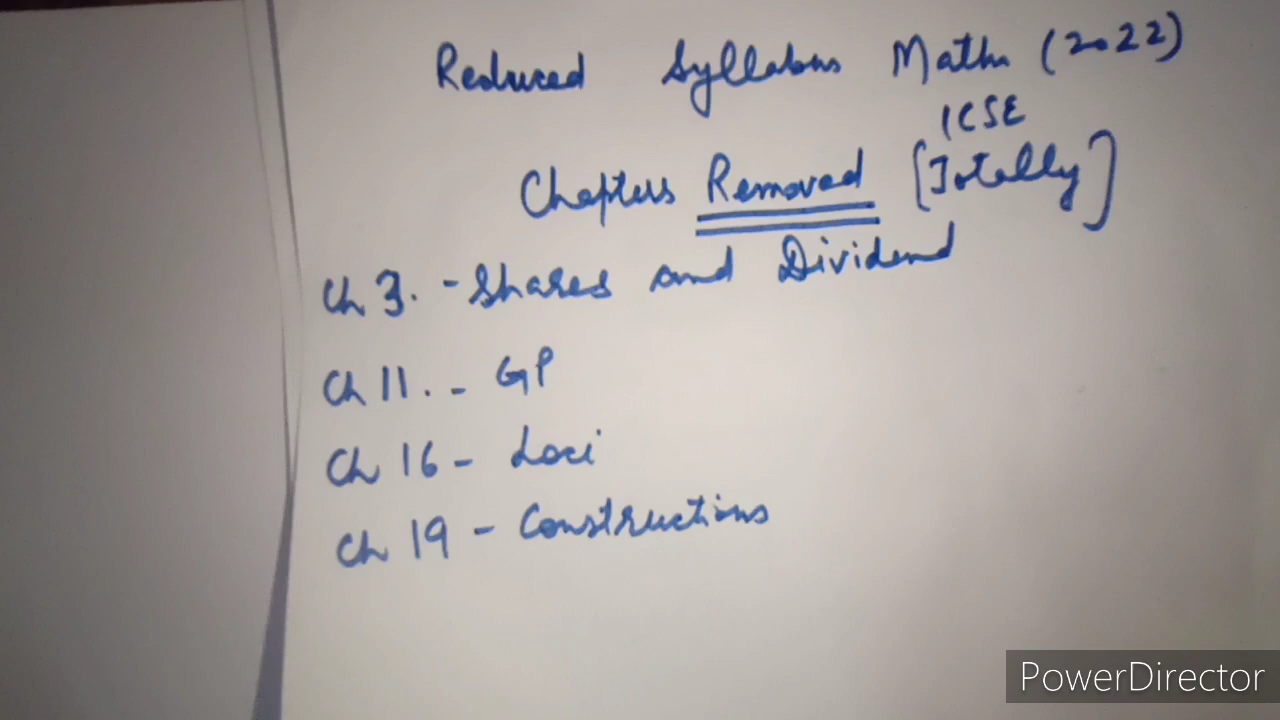 Reduced Syllabus Maths (2022)
ICSE
Chapters Removed [Totally]
Ch 3. - Shares and Dividend
Ch 11. - GP
Ch 16 - Loci
Ch 19 - Constructions
PowerDirector